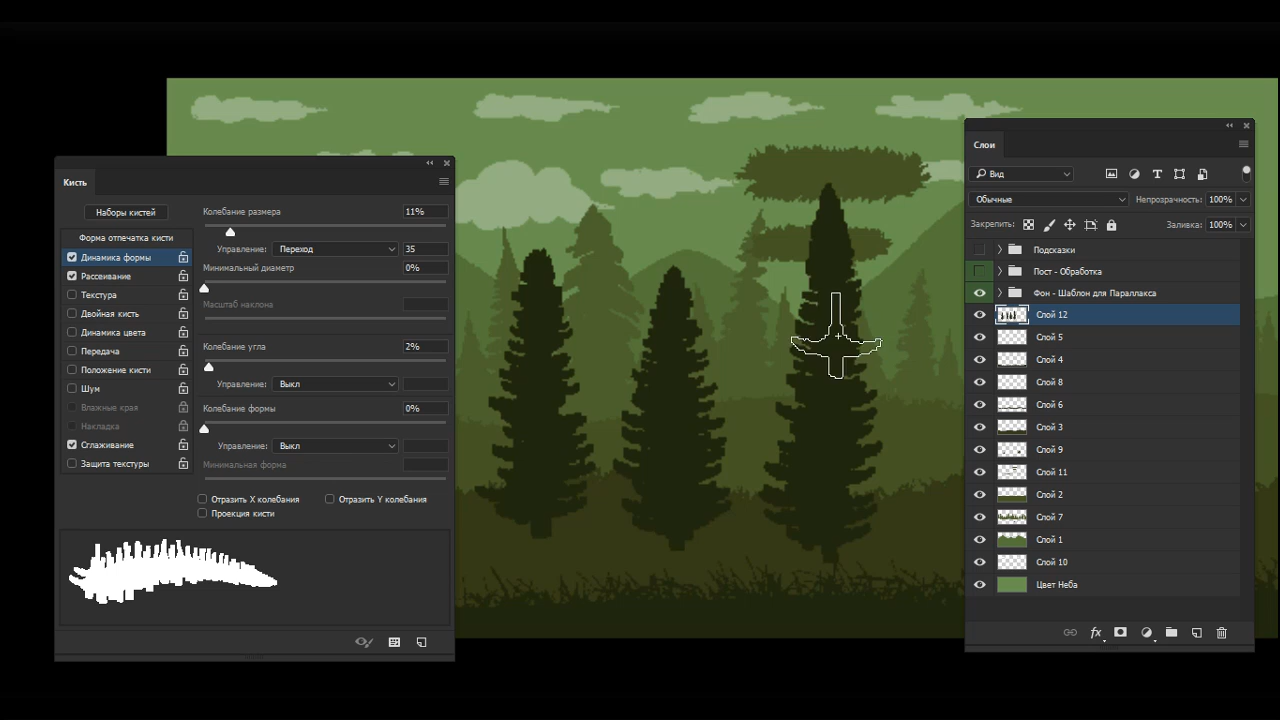 Кисть
Наборы кистей
Форма отпечатка кисти
Динамика формы
Рассеивание
Текстура
Двойная кисть
Динамика цвета
Передача
Положение кисти
Шум
Влажные края
Накладка
Сглаживание
Защита текстуры
Колебание размера 11%
Управление: Переход 35
Минимальный диаметр 0%
Масштаб наклона
Колебание угла 2%
Управление: Выкл
Колебание формы 0%
Управление: Выкл
Минимальная форма
Отразить X колебания Отразить Y колебания
Проекция кисти
Слои
Вид
Обычные Непрозрачность: 100%
Закрепить: Заливка: 100%
Подсказки
Пост - Обработка
Фон - Шаблон для Параллакса
Слой 12
Слой 5
Слой 4
Слой 8
Слой 6
Слой 3
Слой 9
Слой 11
Слой 2
Слой 7
Слой 1
Слой 10
Цвет Неба
fx